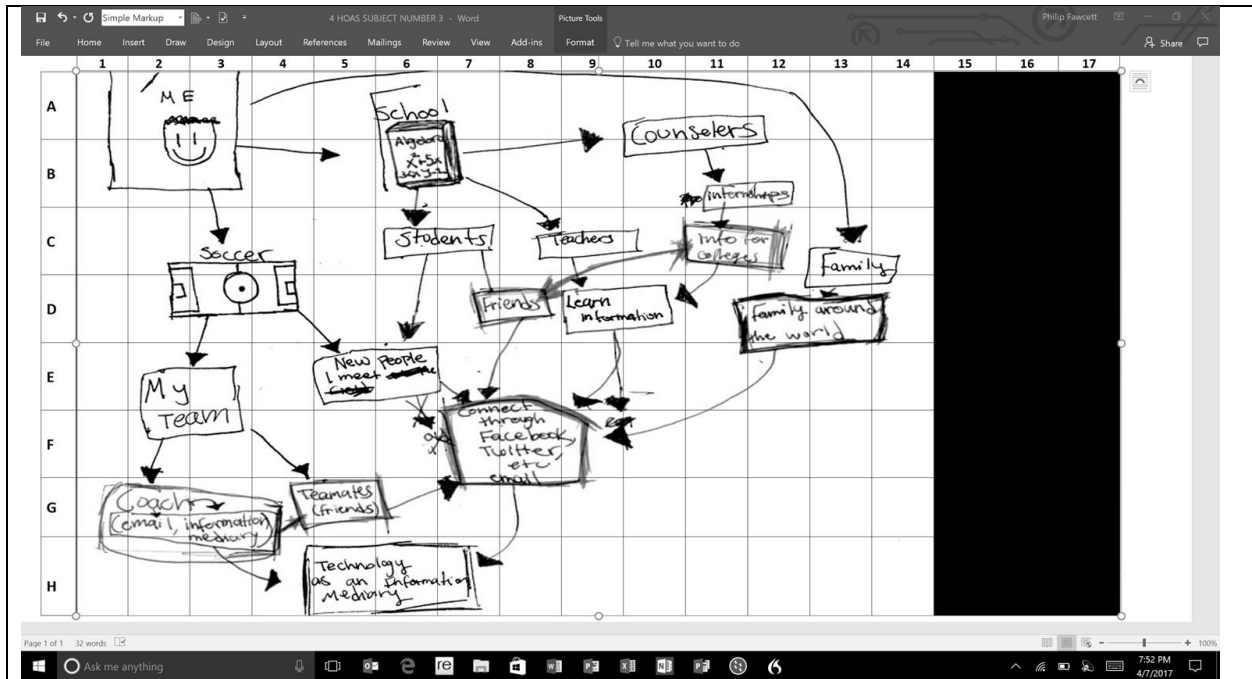 Simple Markup
4 HOAS SUBJECT NUMBER 3 - Word
Picture Tools
Philip Fawcett
File Home Insert Draw Design Layout References Mailings Review View Add-ins Format Tell me what you want to do Share
1 2 3 4 5 6 7 8 9 10 11 12 13 14 15 16 17
A
ME
School
Algebra
Counselers
B
internships
C
Soccer
Students
Teachers
Info for
colleges
Family
D
Friends
Learn
information
Family around
the world
E
New People
I meet
My
Team
F
Connect
through
Facebook,
Twitter,
etc
email
G
Coach
(email, information
mediary)
Teamates
(friends)
H
Technology
as an Information
Mediary
Page 1 of 1 32 words
100%
Ask me anything
7:52 PM
4/7/2017